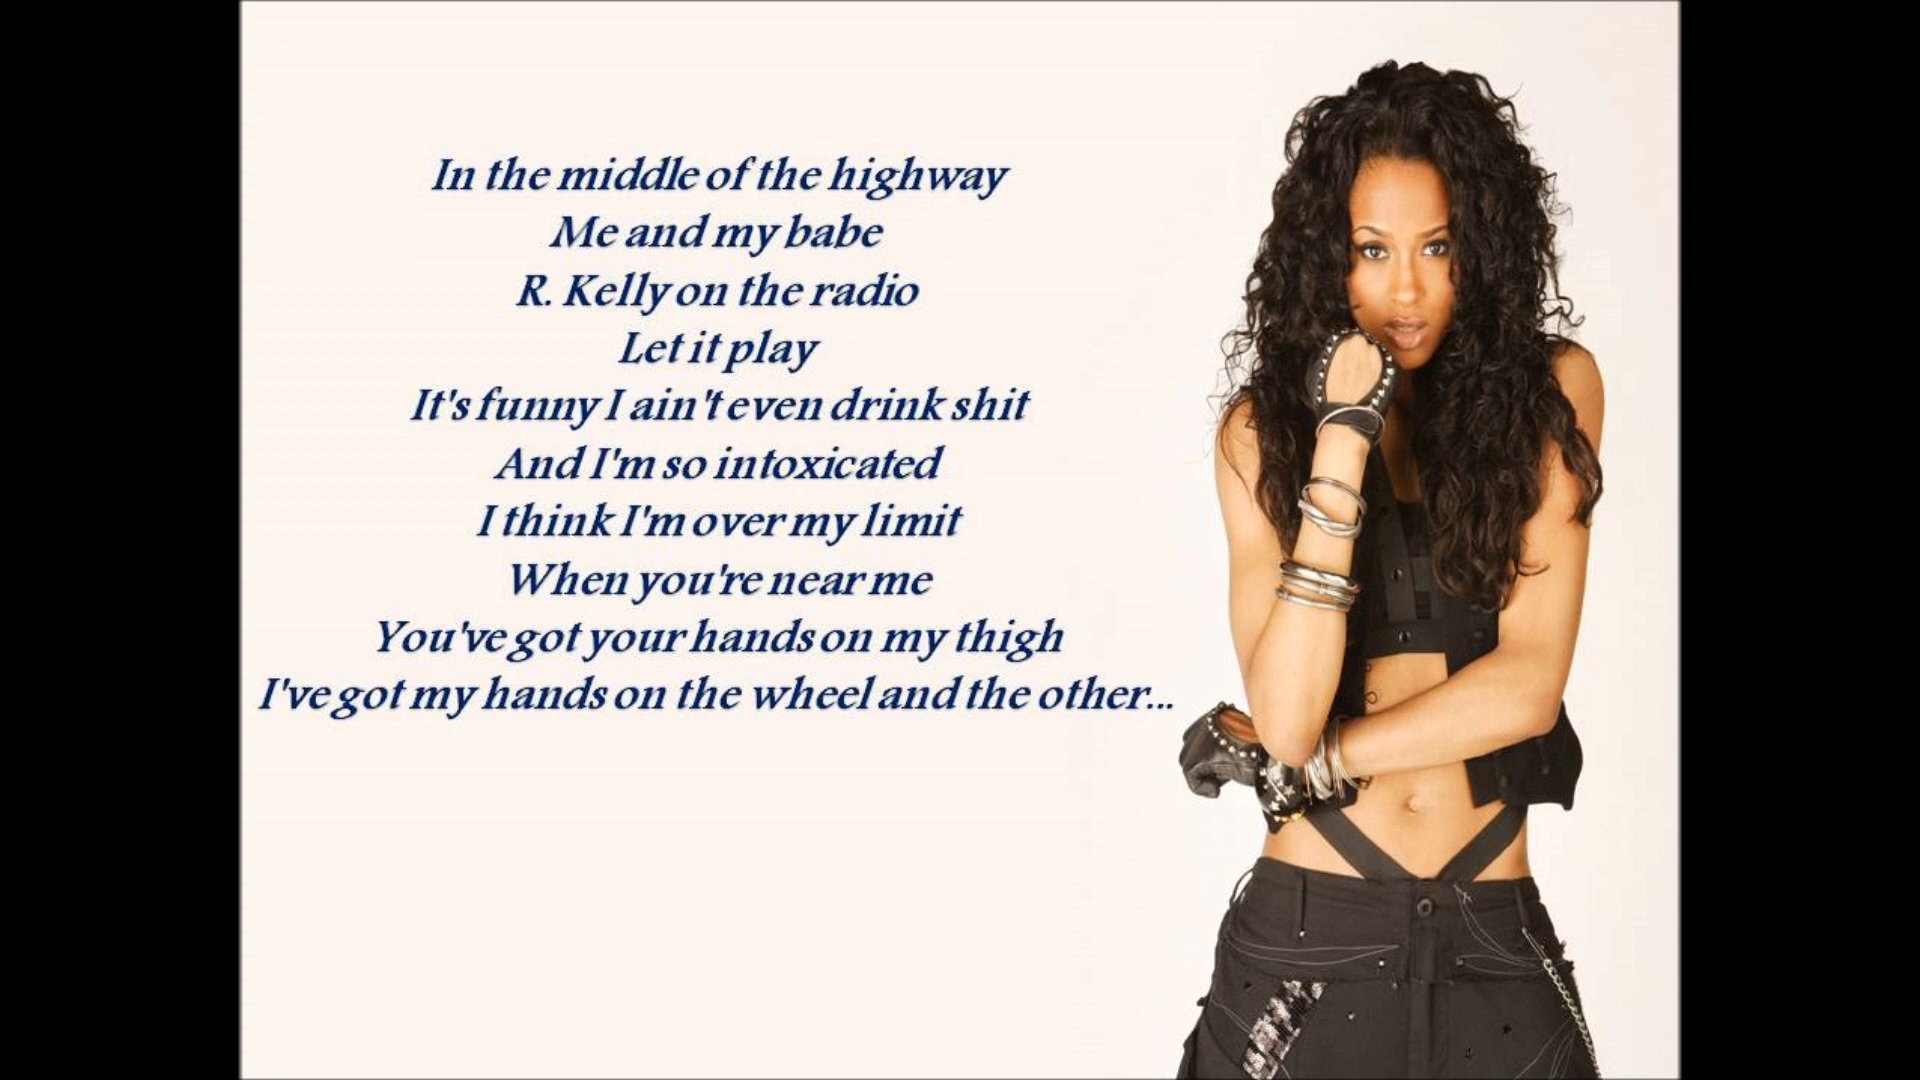 In the middle of the highway
Me and my babe
R. Kelly on the radio
Let it play
It's funny I ain't even drink shit
And I'm so intoxicated
I think I'm over my limit
When you're near me
You've got your hands on my thigh
I've got my hands on the wheel and the other...